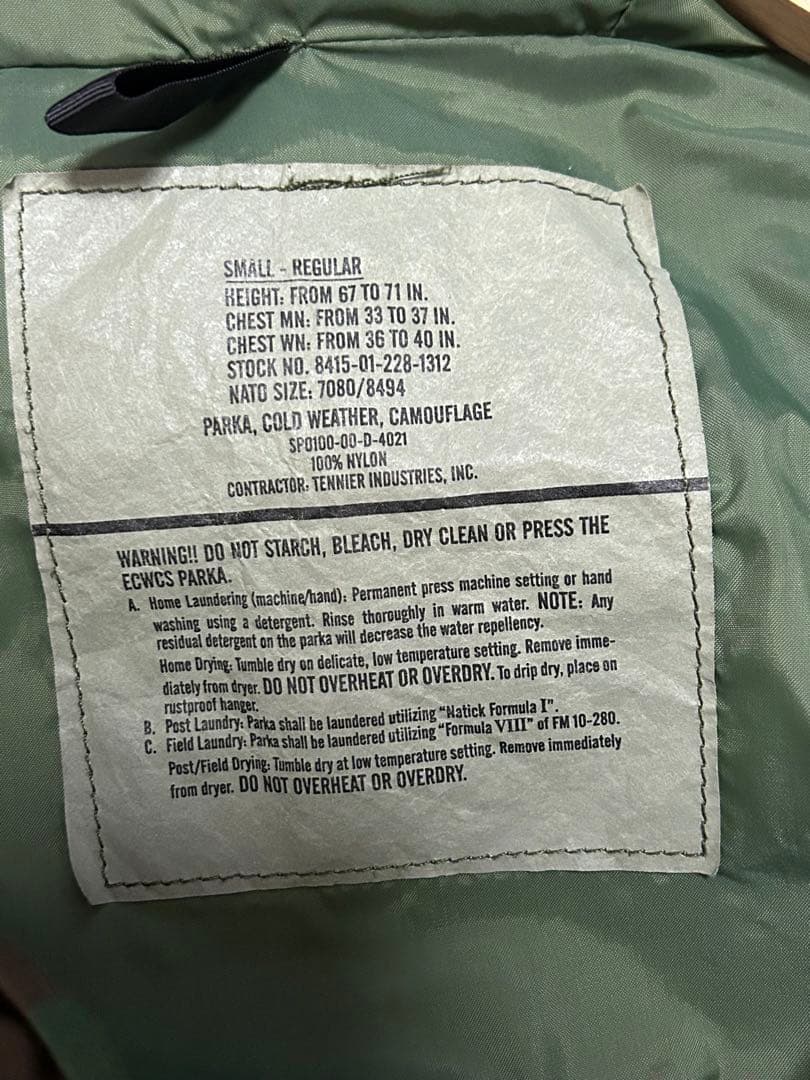 SMALL - REGULAR
HEIGHT: FROM 67 TO 71 IN.
CHEST MN: FROM 33 TO 37 IN.
CHEST WN: FROM 36 TO 40 IN.
STOCK NO. 8415-01-228-1312
NATO SIZE: 7080/8494
PARKA, COLD WEATHER, CAMOUFLAGE
SPO100-00-D-4021
100% NYLON
CONTRACTOR: TENNIER INDUSTRIES, INC.
WARNING!! DO NOT STARCH, BLEACH, DRY CLEAN OR PRESS THE
ECWCS PARKA.
A. Home Laundering (machine/hand): Permanent press machine setting or hand
washing using a detergent. Rinse thoroughly in warm water. NOTE: Any
residual detergent on the parka will decrease the water repellency.
Home Drying: Tumble dry on delicate, low temperature setting. Remove imme-
diately from dryer. DO NOT OVERHEAT OR OVERDRY. To drip dry, place on
rustproof hanger.
B. Post Laundry: Parka shall be laundered utilizing "Natick Formula I".
C. Field Laundry: Parka shall be laundered utilizing "Formula VIII" of FM 10-280.
Post/Field Drying: Tumble dry at low temperature setting. Remove immediately
from dryer. DO NOT OVERHEAT OR OVERDRY.